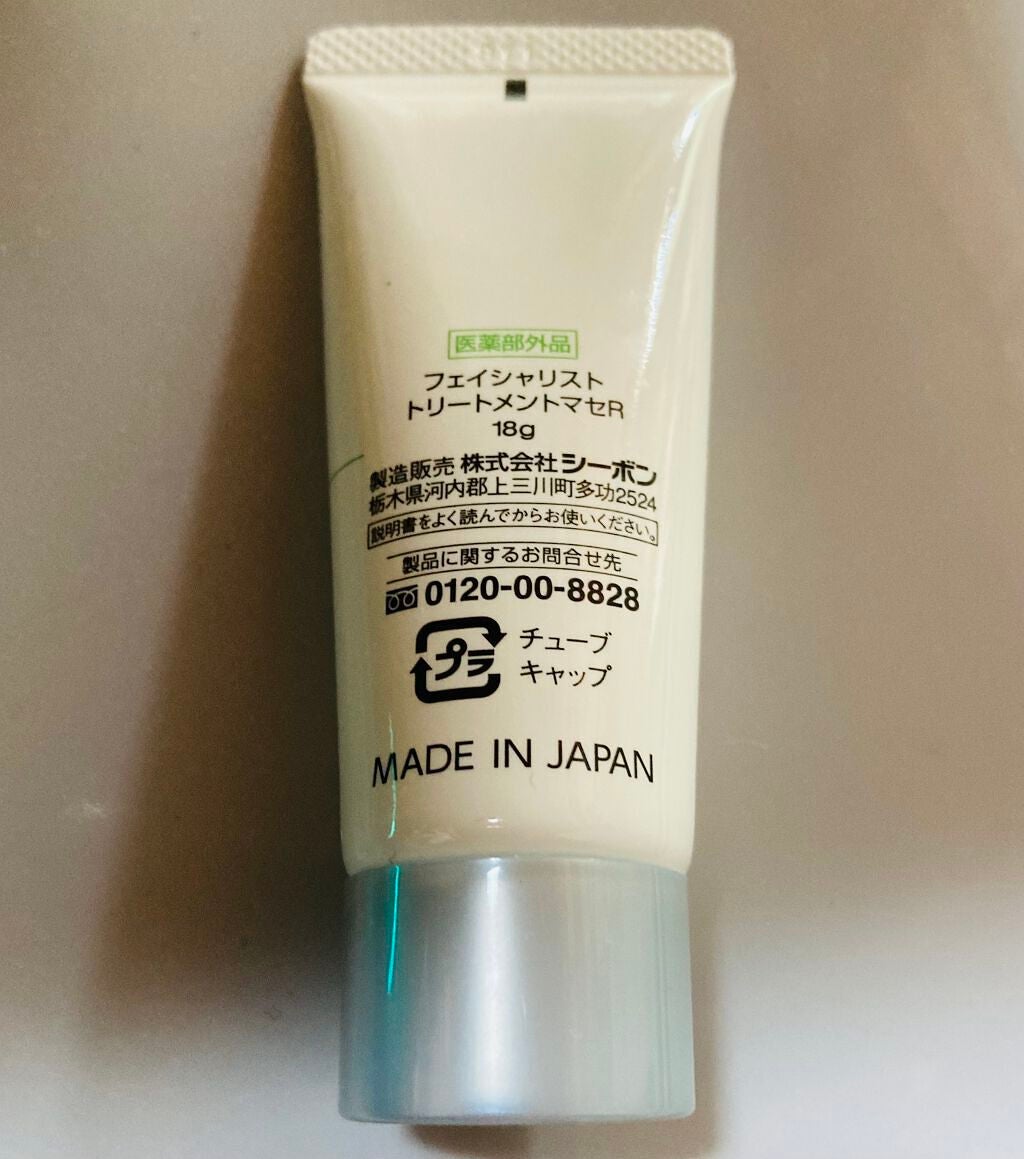 医薬部外品
フェイシャリスト
トリートメントマセR
18g
製造販売 株式会社シーボン
栃木県河内郡上三川町多功2524
説明書をよく読んでからお使いください。
製品に関するお問合せ先
0120-00-8828
プラ チューブ
キャップ
MADE IN JAPAN